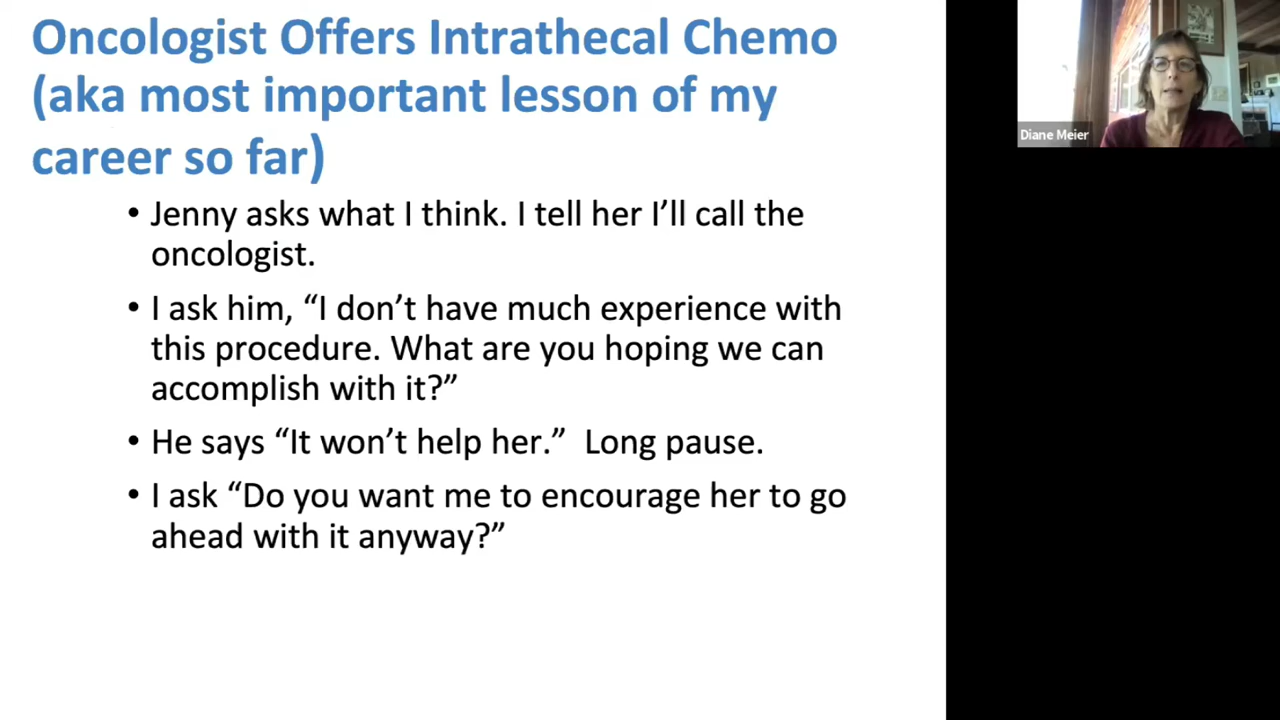 Oncologist Offers Intrathecal Chemo
(aka most important lesson of my
career so far)
• Jenny asks what I think. I tell her I’ll call the
oncologist.
• I ask him, “I don’t have much experience with
this procedure. What are you hoping we can
accomplish with it?”
• He says “It won’t help her.”  Long pause.
• I ask “Do you want me to encourage her to go
ahead with it anyway?”
Diane Meier